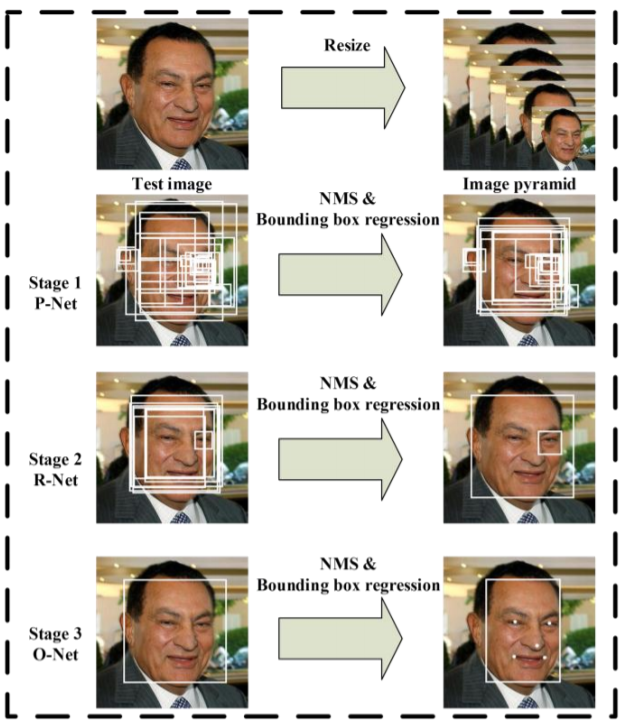 Resize
Test image
Image pyramid
NMS &
Bounding box regression
Stage 1
P-Net
NMS &
Bounding box regression
Stage 2
R-Net
NMS &
Bounding box regression
Stage 3
O-Net